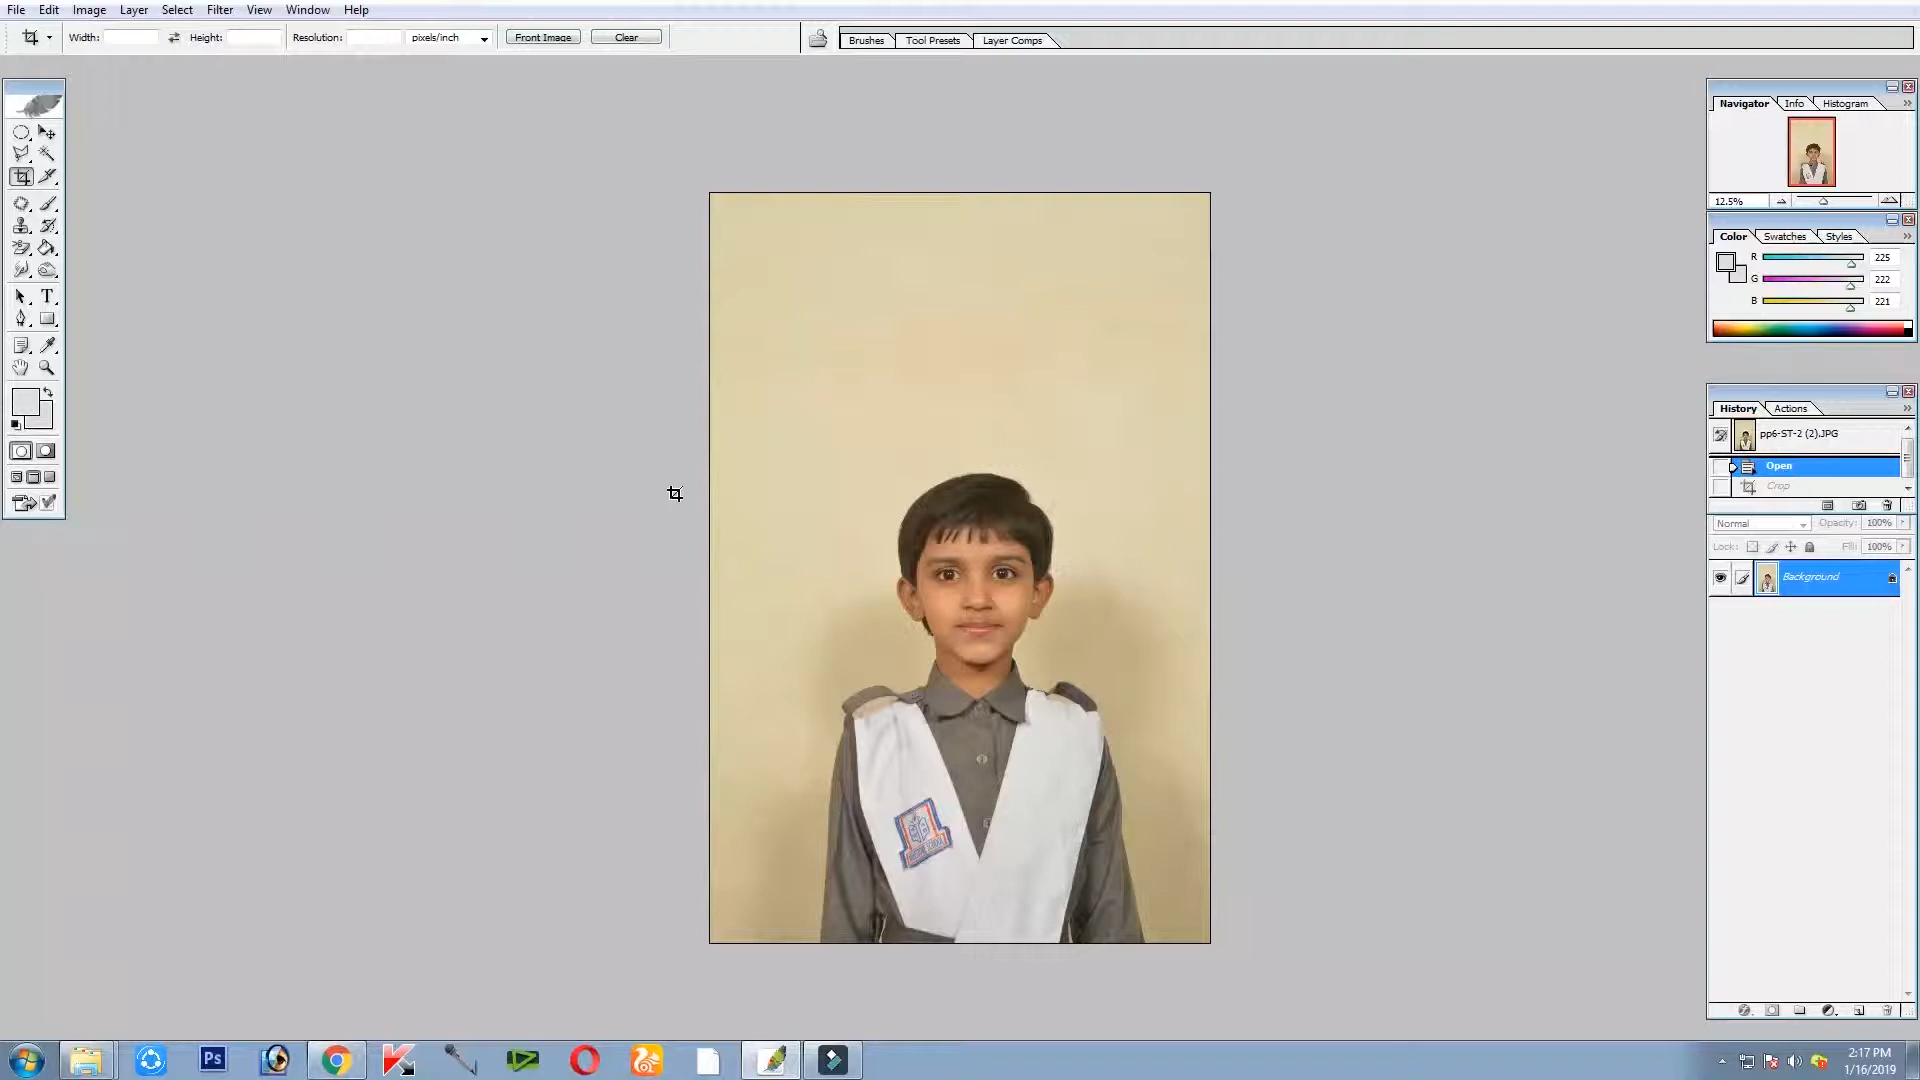 File Edit Image Layer Select Filter View Window Help
Width: Height: Resolution: pixels/inch Front Image Clear Brushes Tool Presets Layer Comps
Navigator Info Histogram
12.5%
Color Swatches Styles
R 225
G 222
B 221
T
History Actions
pp6-ST-2 (2).JPG
Open
Crop
Normal Opacity: 100%
Lock: Fill: 100%
Background
Ps
2:17 PM
1/16/2019